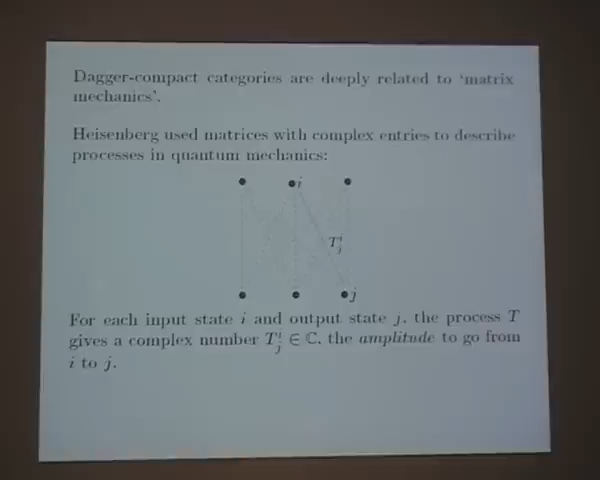 Dagger-compact categories are deeply related to ‘matrix
mechanics’.
Heisenberg used matrices with complex entries to describe
processes in quantum mechanics:
i
T^i_j
j
For each input state i and output state j, the process T
gives a complex number T^i_j ∈ ℂ, the amplitude to go from
i to j.